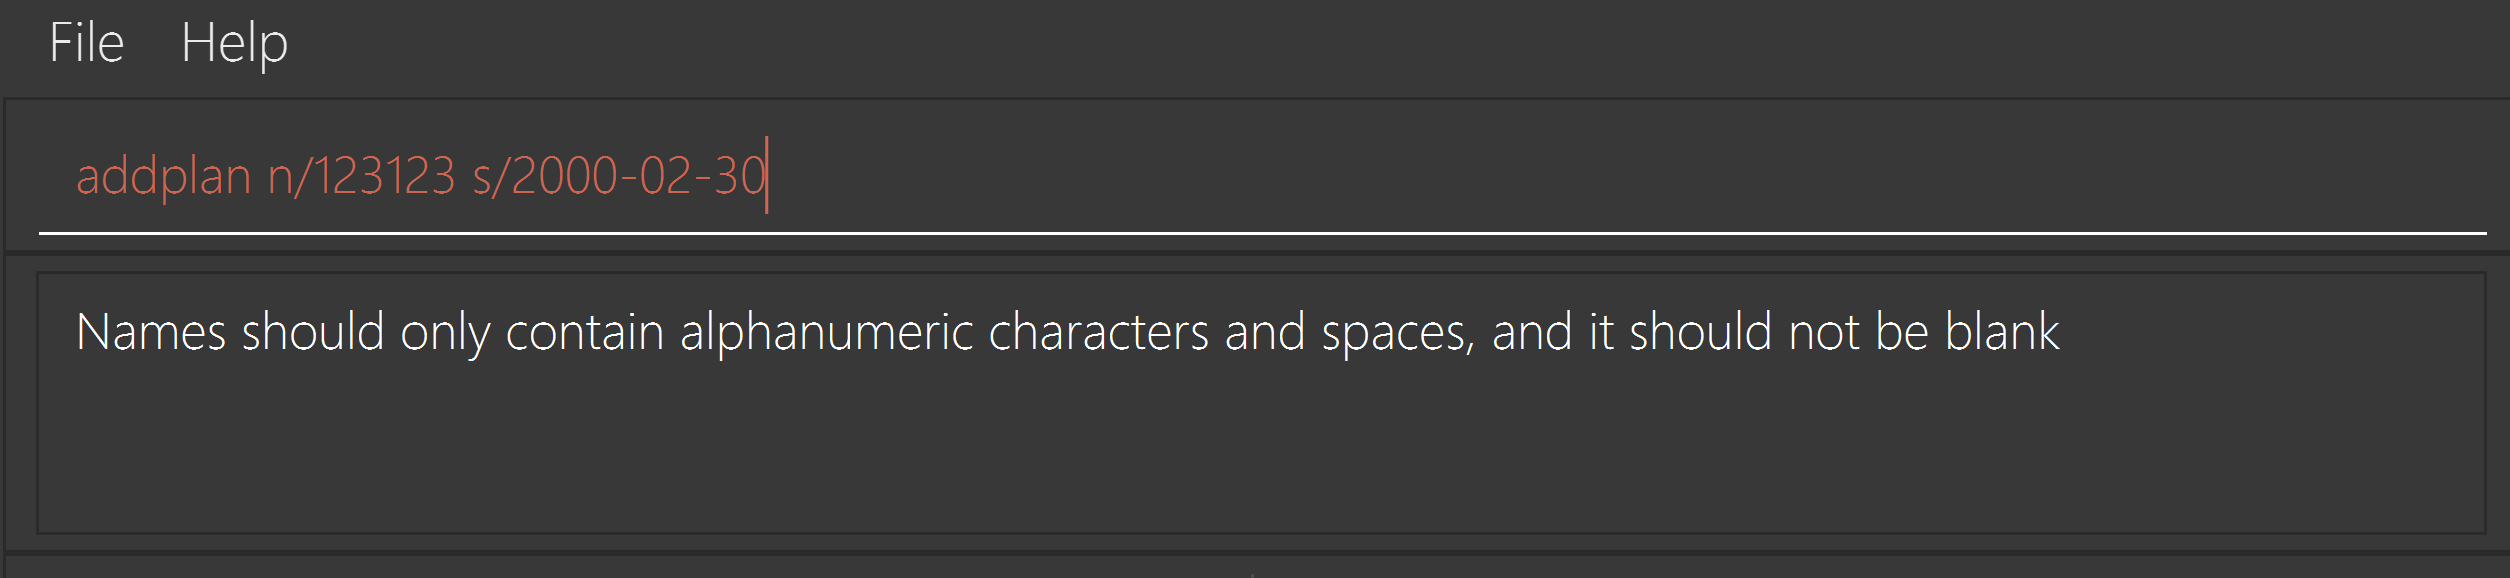 File Help
addplan n/123123 s/2000-02-30
Names should only contain alphanumeric characters and spaces, and it should not be blank